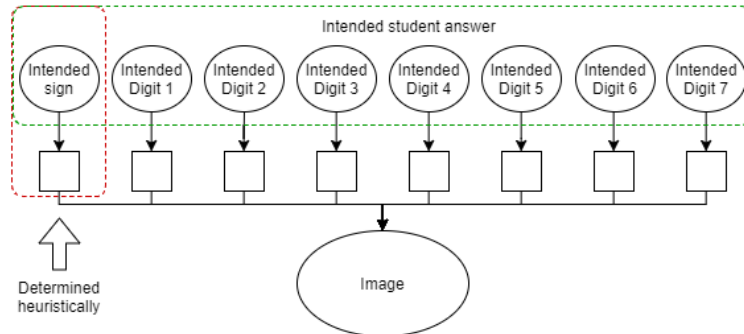 Intended student answer
Intended
sign
Intended
Digit 1
Intended
Digit 2
Intended
Digit 3
Intended
Digit 4
Intended
Digit 5
Intended
Digit 6
Intended
Digit 7
Image
Determined
heuristically